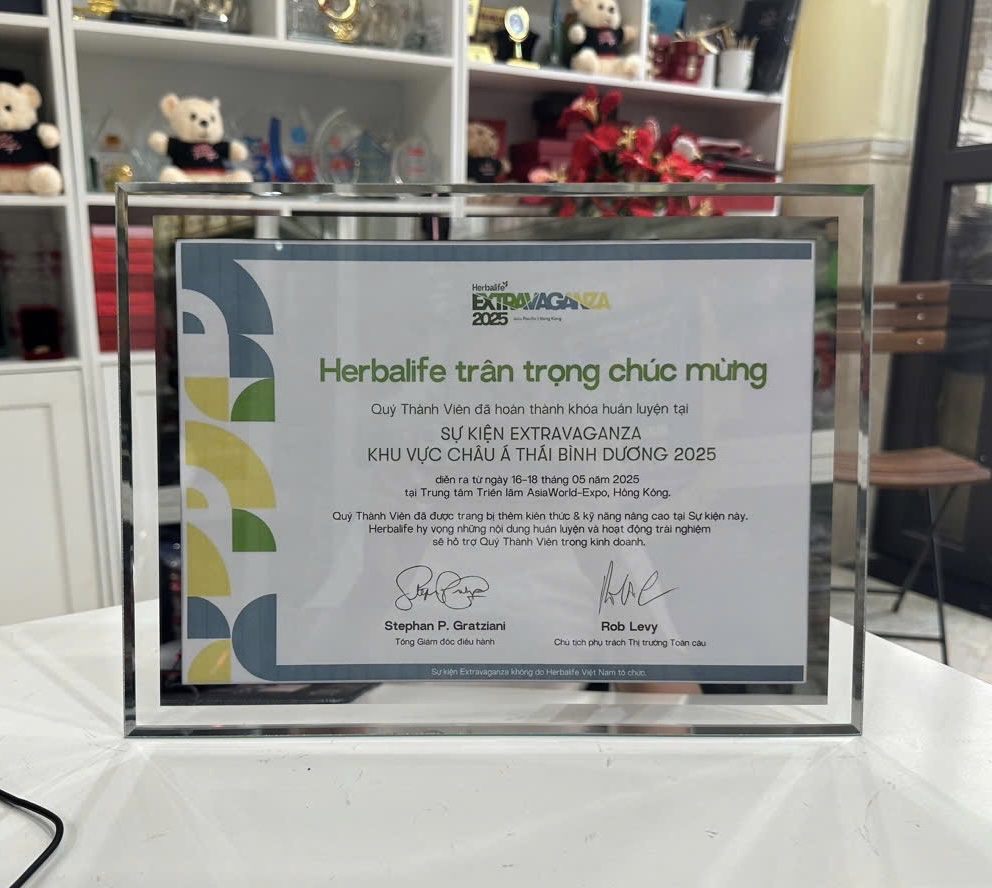 Herbalife
EXTRAVAGANZA
2025 Asia Pacific | Hong Kong
Herbalife trân trọng chúc mừng
Quý Thành Viên đã hoàn thành khóa huấn luyện tại
SỰ KIỆN EXTRAVAGANZA
KHU VỰC CHÂU Á THÁI BÌNH DƯƠNG 2025
diễn ra từ ngày 16-18 tháng 05 năm 2025
tại Trung tâm Triển lãm AsiaWorld-Expo, Hồng Kông.
Quý Thành Viên đã được trang bị thêm kiến thức & kỹ năng nâng cao tại Sự kiện này.
Herbalife hy vọng những nội dung huấn luyện và hoạt động trải nghiệm
sẽ hỗ trợ Quý Thành Viên trong kinh doanh.
Stephan P. Gratziani
Tổng Giám đốc điều hành
Rob Levy
Chủ tịch phụ trách Thị trường Toàn cầu
Sự kiện Extravaganza không do Herbalife Việt Nam tổ chức.